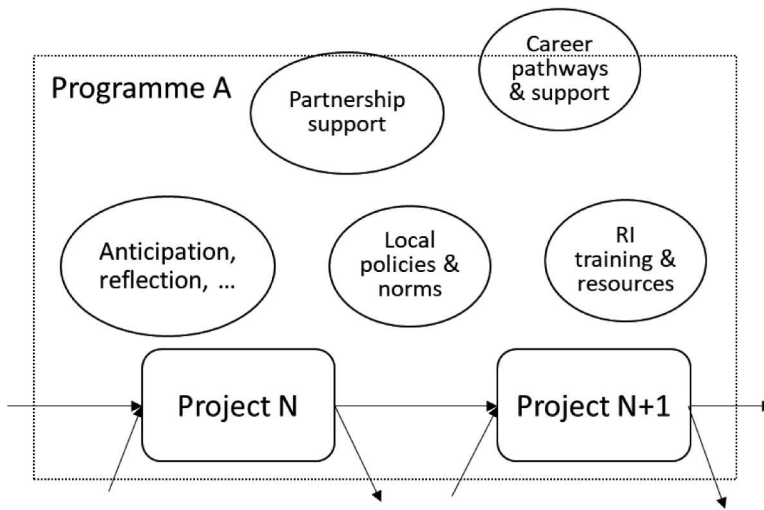 Programme A
Partnership
support
Career
pathways
& support
Anticipation,
reflection, ...
Local
policies &
norms
RI
training &
resources
Project N
Project N+1